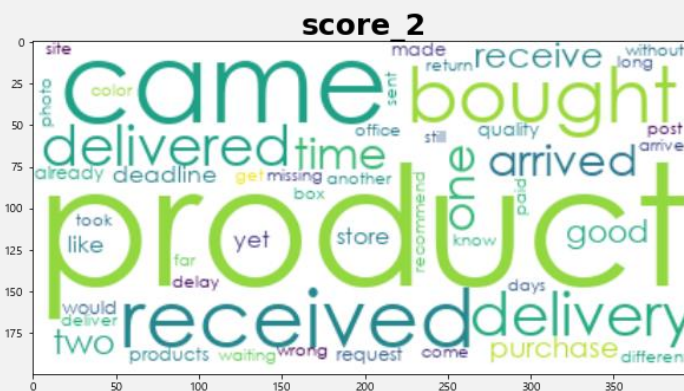 score_2
site
made
receive
without
return
long
came
color
photo
sent
bought
office
still
quality
post
delivered
time
arrived
arrive
already
deadline
get
missing
another
one
box
recommend
paid
product
took
like
yet
store
know
good
far
delay
days
would
deliver
received
delivery
two
products
waiting
wrong
request
come
purchase
differen
0
25
50
75
100
125
150
175
0
50
100
150
200
250
300
350